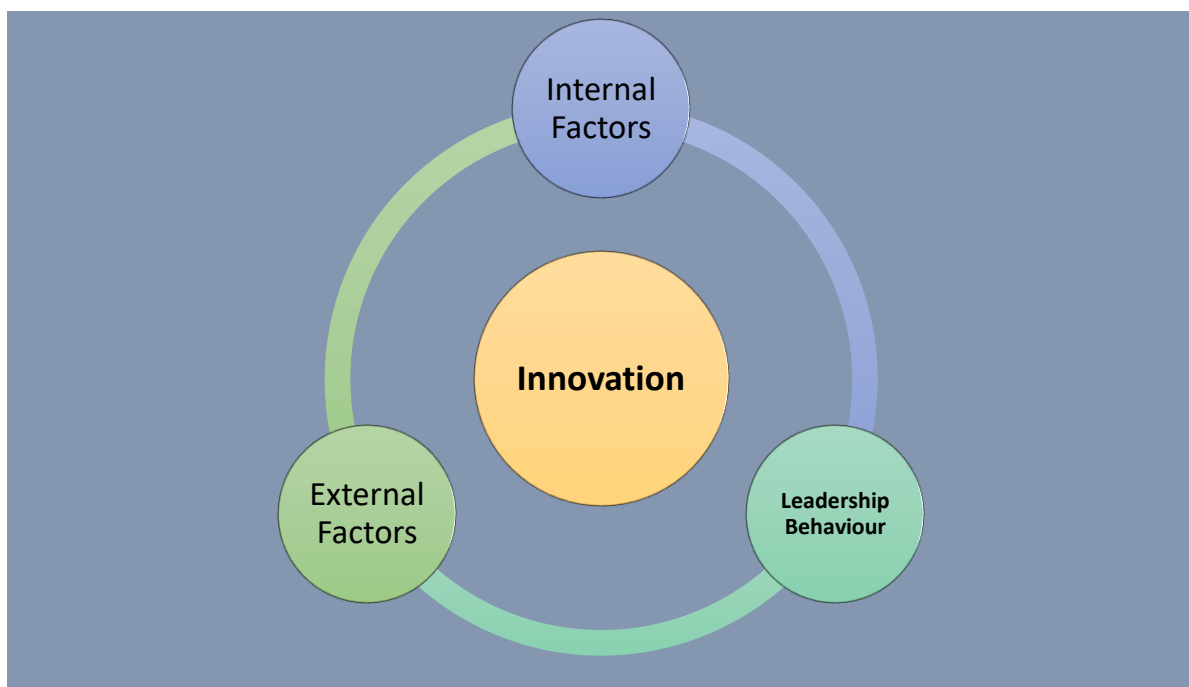 Internal
Factors
Innovation
External
Factors
Leadership
Behaviour